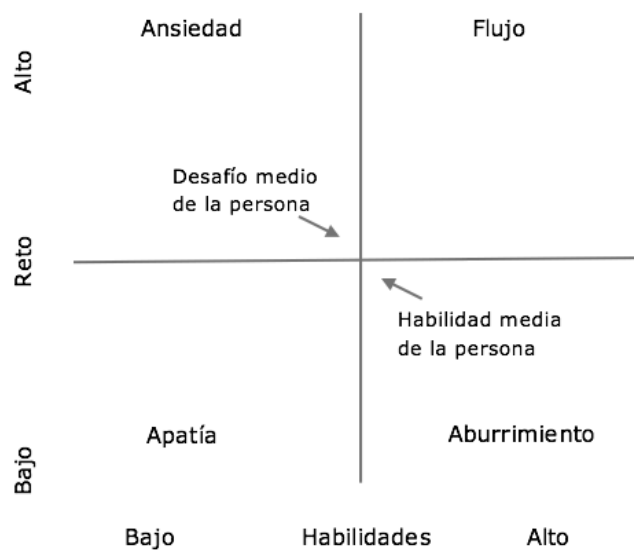 Ansiedad
Flujo
Alto
Desafío medio
de la persona
Reto
Habilidad media
de la persona
Apatía
Aburrimiento
Bajo
Bajo
Habilidades
Alto